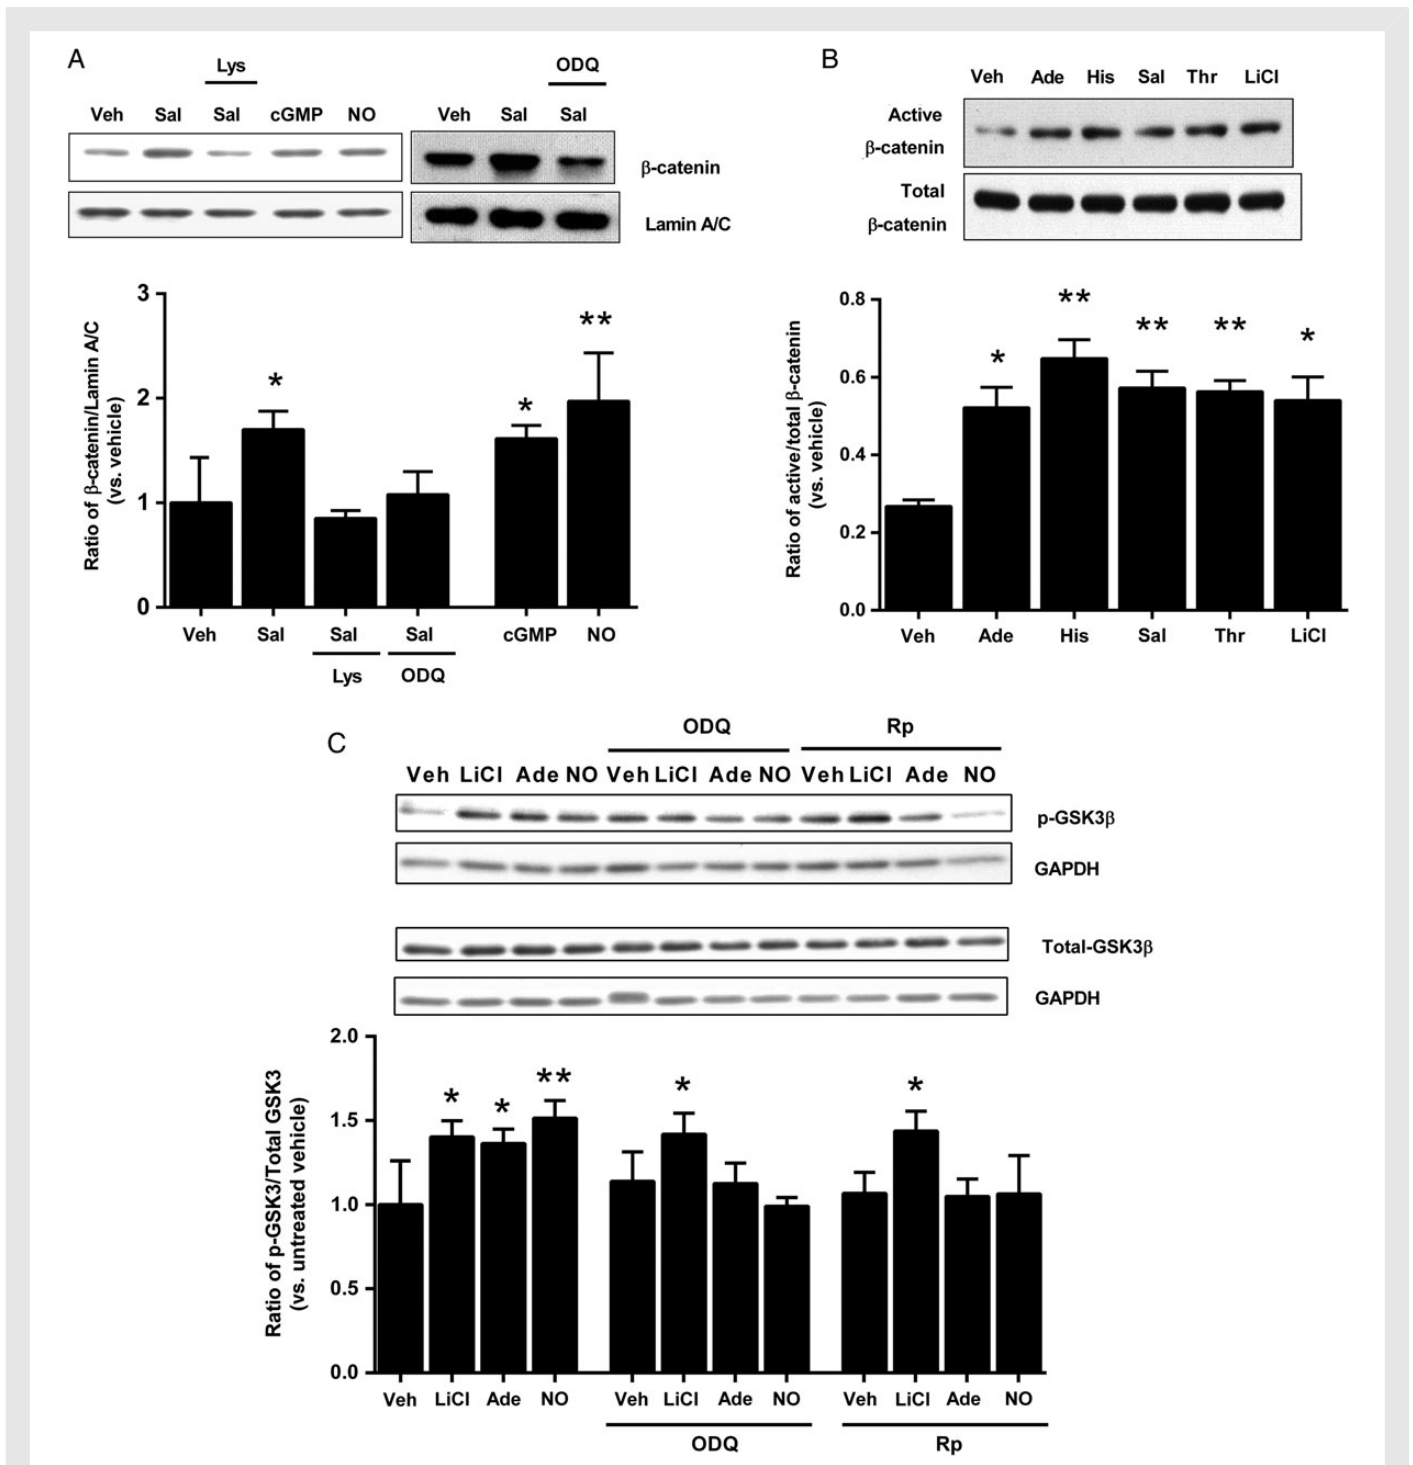 A
Lys
ODQ
Veh Sal Sal cGMP NO
Veh Sal Sal
β-catenin
Lamin A/C
3
2
1
0
Ratio of β-catenin/Lamin A/C
(vs. vehicle)
*
*
**
Veh Sal Sal Sal cGMP NO
Lys ODQ
B
Veh Ade His Sal Thr LiCl
Active
β-catenin
Total
β-catenin
0.8
0.6
0.4
0.2
0.0
Ratio of active/total β-catenin
(vs. vehicle)
*
**
**
**
*
Veh Ade His Sal Thr LiCl
C
ODQ Rp
Veh LiCl Ade NO Veh LiCl Ade NO Veh LiCl Ade NO
p-GSK3β
GAPDH
Total-GSK3β
GAPDH
2.0
1.5
1.0
0.5
0.0
Ratio of p-GSK3/Total GSK3
(vs. untreated vehicle)
*
*
**
*
*
Veh LiCl Ade NO Veh LiCl Ade NO Veh LiCl Ade NO
ODQ Rp